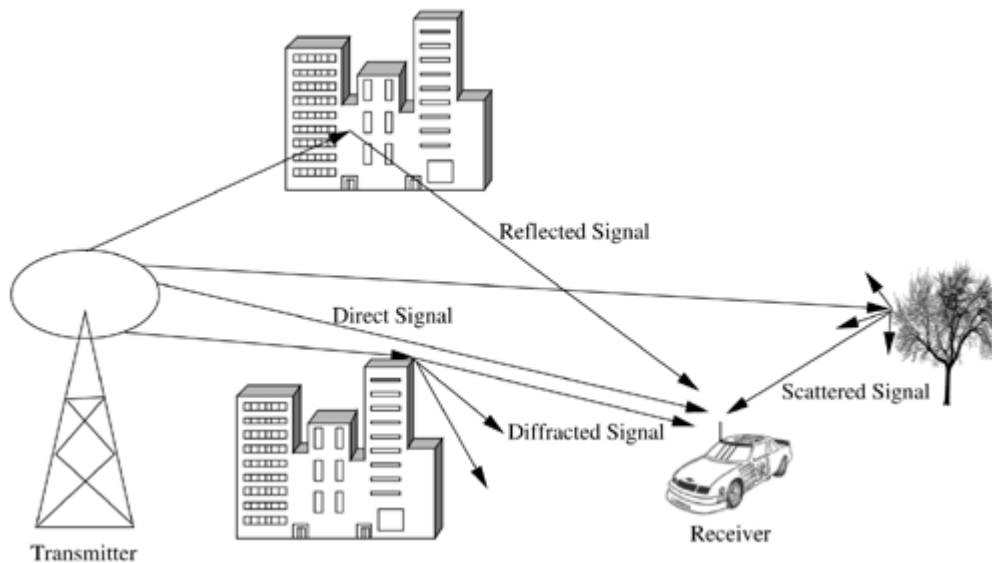 Reflected Signal
Direct Signal
Scattered Signal
Diffracted Signal
Receiver
Transmitter